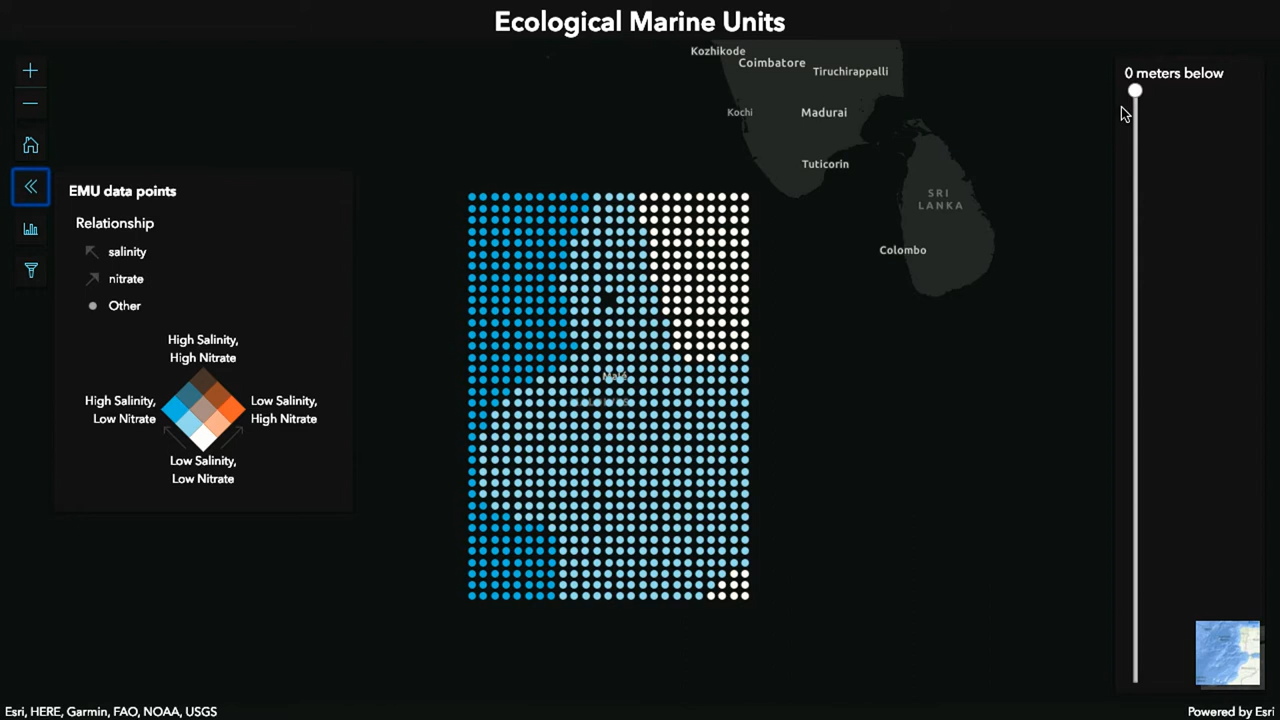 Ecological Marine Units
Kozhikode
Coimbatore
Tiruchirappalli
Kochi
Madurai
Tuticorin
SRI
LANKA
Colombo
0 meters below
EMU data points
Relationship
salinity
nitrate
Other
High Salinity,
High Nitrate
High Salinity,
Low Nitrate
Low Salinity,
High Nitrate
Low Salinity,
Low Nitrate
Malé
Esri, HERE, Garmin, FAO, NOAA, USGS
Powered by Esri